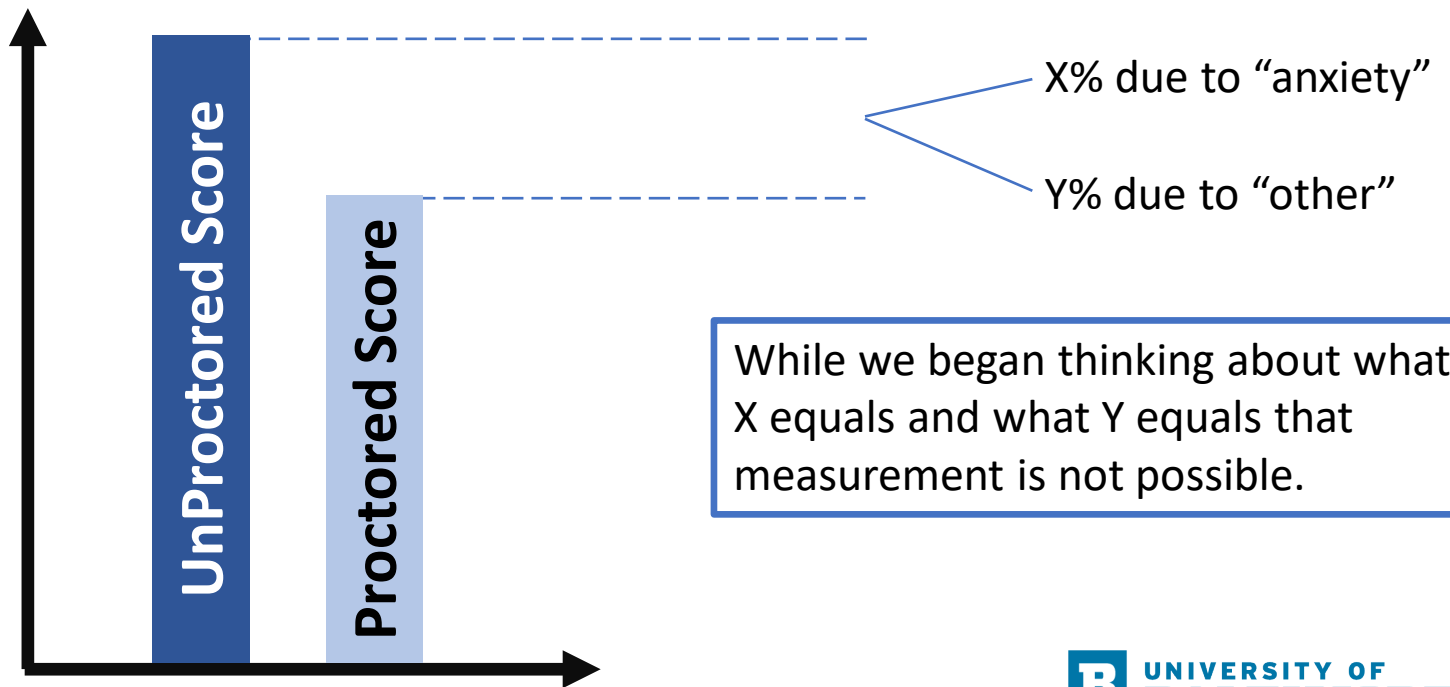 UnProctored Score
Proctored Score
X% due to “anxiety”
Y% due to “other”
While we began thinking about what
X equals and what Y equals that
measurement is not possible.
UNIVERSITY OF